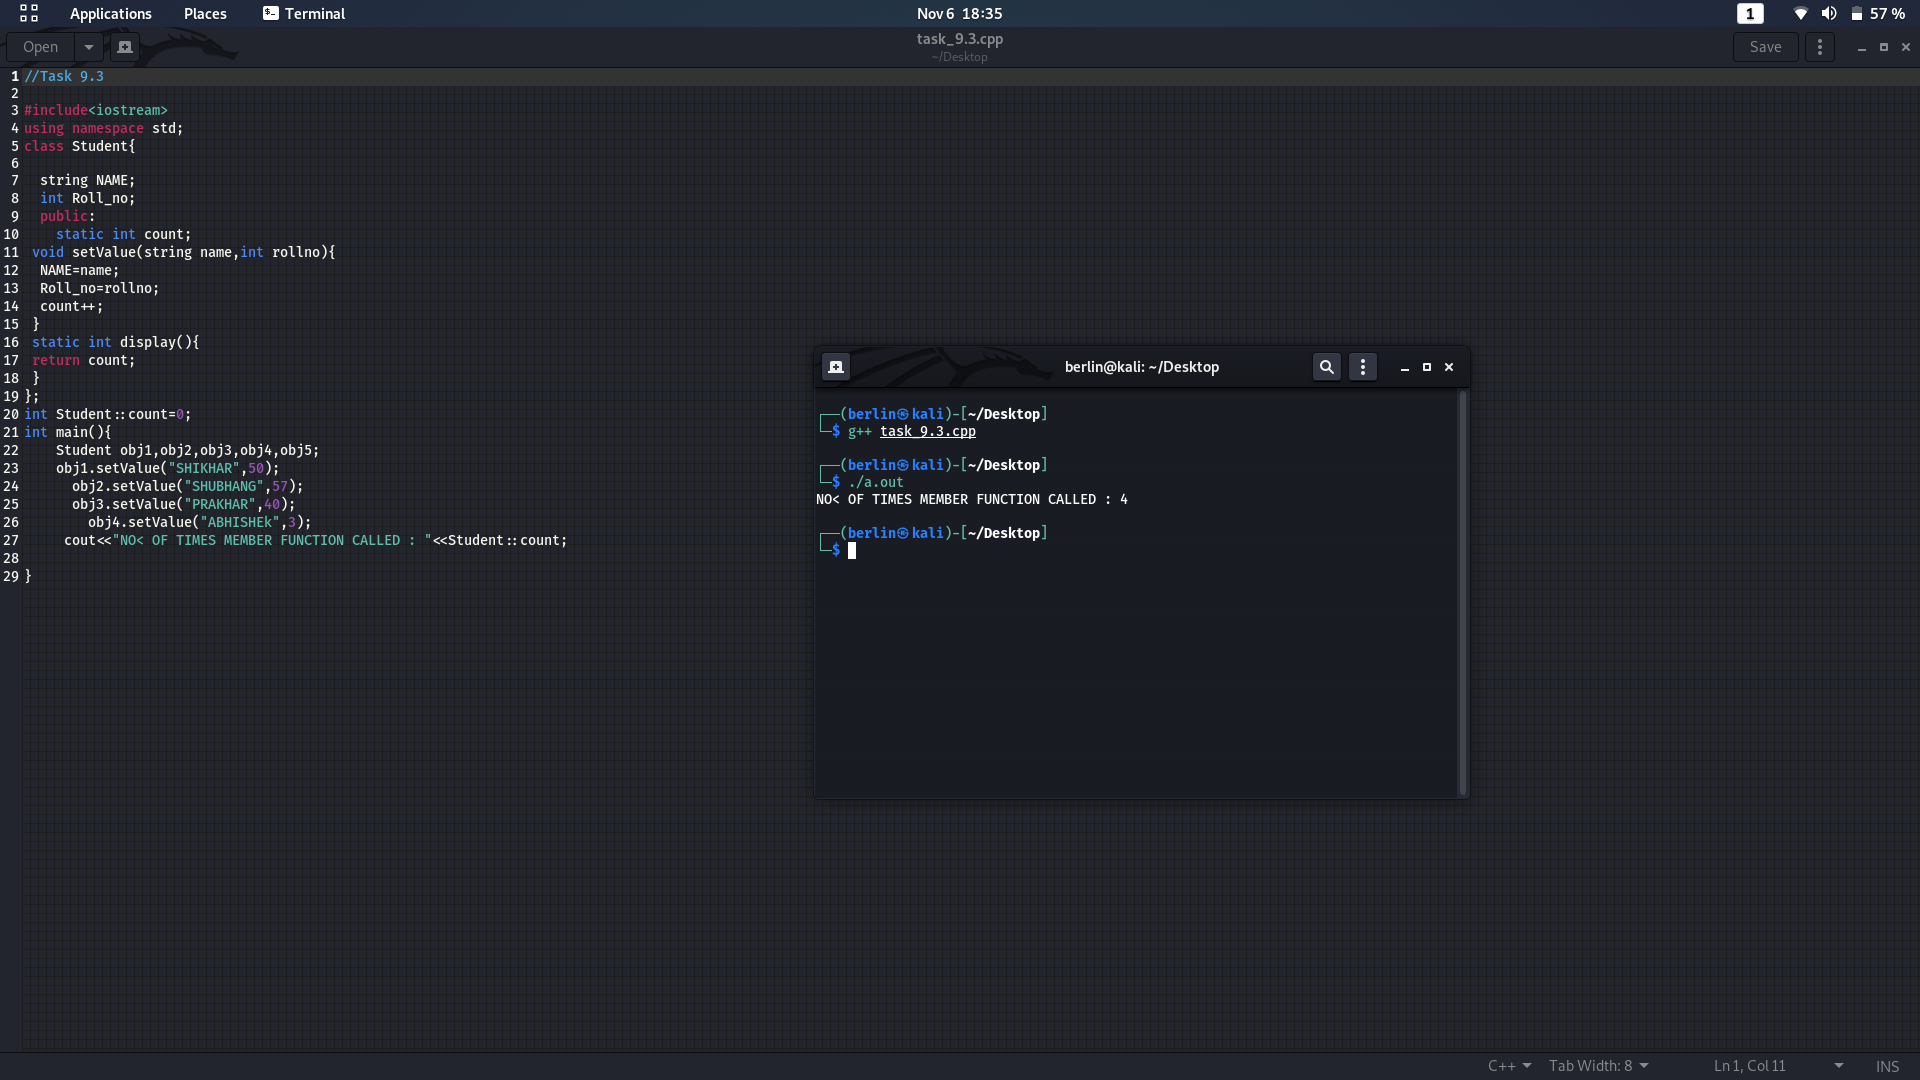 Applications Places Terminal Nov 6 18:35 1 57 %
Open task_9.3.cpp Save
~/Desktop
1 //Task 9.3
2
3 #include<iostream>
4 using namespace std;
5 class Student{
6
7 string NAME;
8 int Roll_no;
9 public:
10 static int count;
11 void setValue(string name,int rollno){
12 NAME=name;
13 Roll_no=rollno;
14 count++;
15 }
16 static int display(){
17 return count;
18 }
19 };
20 int Student::count=0;
21 int main(){
22 Student obj1,obj2,obj3,obj4,obj5;
23 obj1.setValue("SHIKHAR",50);
24 obj2.setValue("SHUBHANG",57);
25 obj3.setValue("PRAKHAR",40);
26 obj4.setValue("ABHISHEk",3);
27 cout<<"NO< OF TIMES MEMBER FUNCTION CALLED : "<<Student::count;
28
29 }
berlin@kali: ~/Desktop
┌──(berlin㉿kali)-[~/Desktop]
└─$ g++ task_9.3.cpp
┌──(berlin㉿kali)-[~/Desktop]
└─$ ./a.out
NO< OF TIMES MEMBER FUNCTION CALLED : 4
┌──(berlin㉿kali)-[~/Desktop]
└─$
C++ Tab Width: 8 Ln 1, Col 11 INS